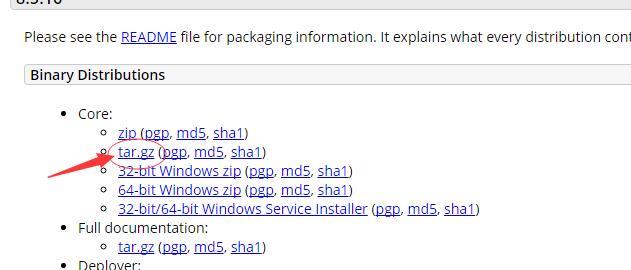 8.5.16
Please see the README file for packaging information. It explains what every distribution cont
Binary Distributions
Core:
zip (pgp, md5, sha1)
tar.gz (pgp, md5, sha1)
32-bit Windows zip (pgp, md5, sha1)
64-bit Windows zip (pgp, md5, sha1)
32-bit/64-bit Windows Service Installer (pgp, md5, sha1)
Full documentation:
tar.gz (pgp, md5, sha1)
Deployer: